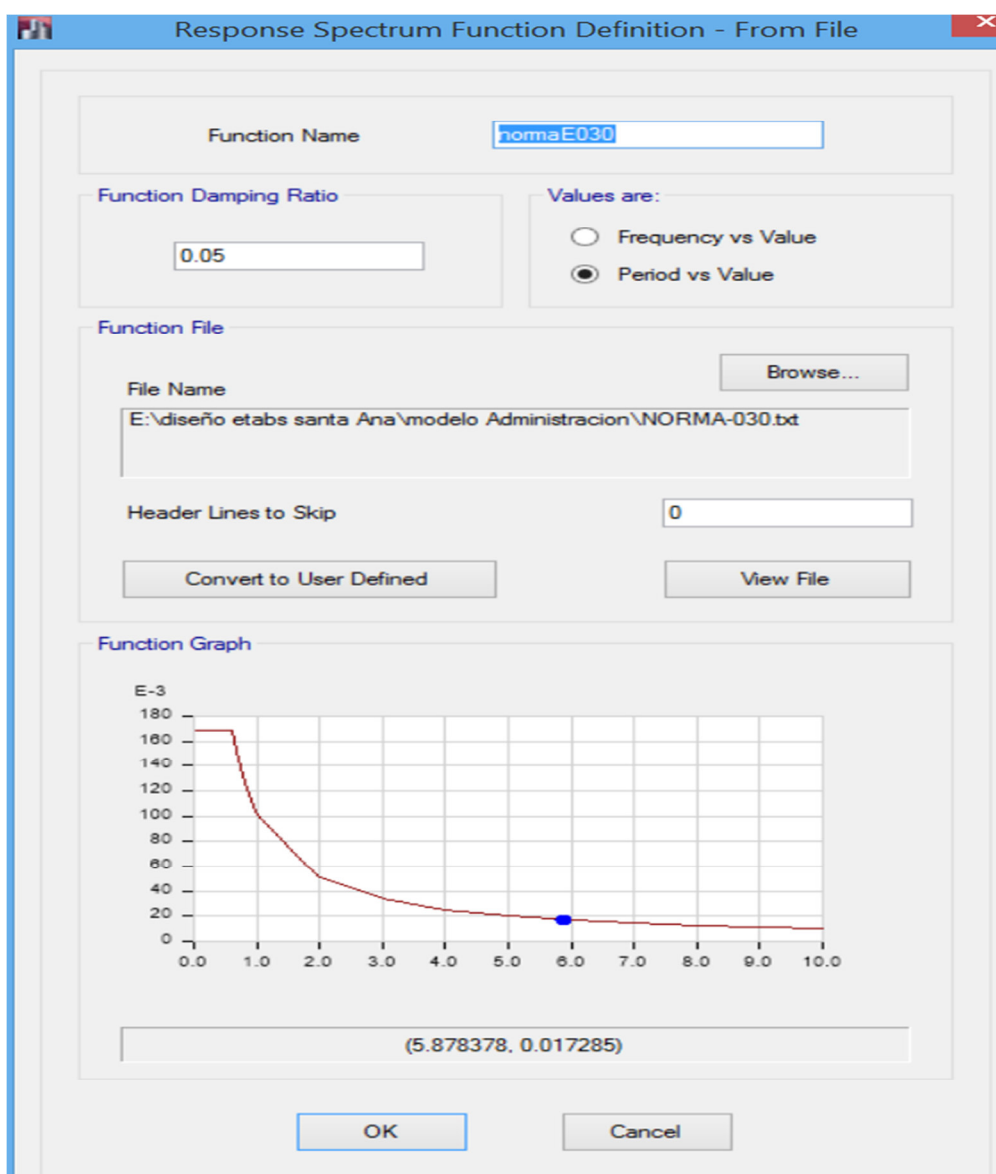 Response Spectrum Function Definition - From File
Function Name
normaE030
Function Damping Ratio
0.05
Values are:
Frequency vs Value
Period vs Value
Function File
Browse...
File Name
E:\diseño etabs santa Ana\modelo Administracion\NORMA-030.txt
Header Lines to Skip
0
Convert to User Defined
View File
Function Graph
E-3
180
160
140
120
100
80
60
40
20
0
0.0 1.0 2.0 3.0 4.0 5.0 6.0 7.0 8.0 9.0 10.0
(5.878378, 0.017285)
OK
Cancel